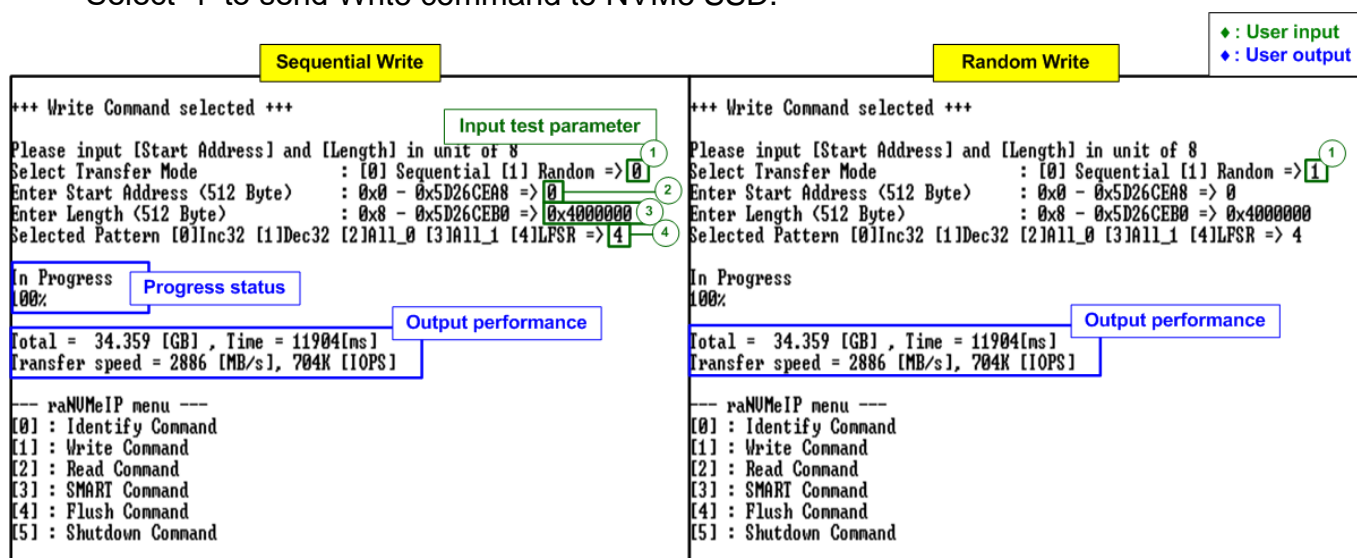 Select '1' to send Write command to NVMe SSD.
♦ : User input
♦ : User output
Sequential Write
+++ Write Command selected +++
Input test parameter
Please input [Start Address] and [Length] in unit of 8
1
Select Transfer Mode : [0] Sequential [1] Random => 0
Enter Start Address (512 Byte) : 0x0 - 0x5D26CEA8 => 0
2
Enter Length (512 Byte) : 0x8 - 0x5D26CEB0 => 0x4000000
3
Selected Pattern [0]Inc32 [1]Dec32 [2]All_0 [3]All_1 [4]LFSR => 4
4
In Progress
100%
Progress status
Output performance
Total = 34.359 [GB] , Time = 11904[ms]
Transfer speed = 2886 [MB/s], 704K [IOPS]
--- raNVMeIP menu ---
[0] : Identify Command
[1] : Write Command
[2] : Read Command
[3] : SMART Command
[4] : Flush Command
[5] : Shutdown Command
Random Write
+++ Write Command selected +++
Please input [Start Address] and [Length] in unit of 8
1
Select Transfer Mode : [0] Sequential [1] Random => 1
Enter Start Address (512 Byte) : 0x0 - 0x5D26CEA8 => 0
Enter Length (512 Byte) : 0x8 - 0x5D26CEB0 => 0x4000000
Selected Pattern [0]Inc32 [1]Dec32 [2]All_0 [3]All_1 [4]LFSR => 4
In Progress
100%
Output performance
Total = 34.359 [GB] , Time = 11904[ms]
Transfer speed = 2886 [MB/s], 704K [IOPS]
--- raNVMeIP menu ---
[0] : Identify Command
[1] : Write Command
[2] : Read Command
[3] : SMART Command
[4] : Flush Command
[5] : Shutdown Command